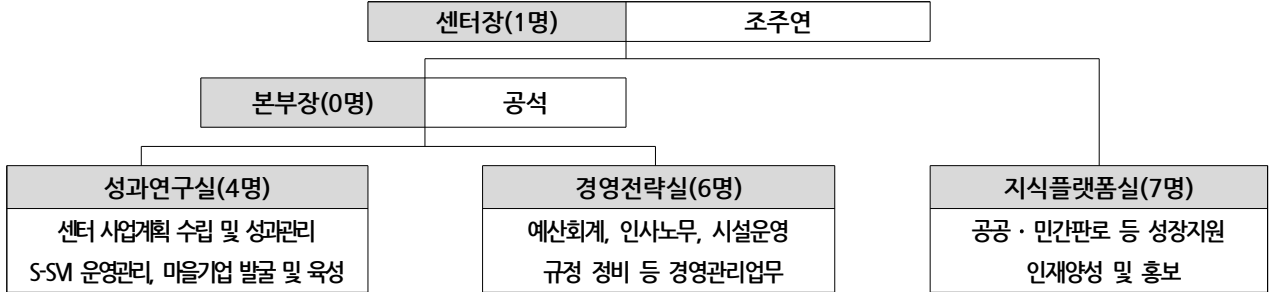 센터장(1명) 조주연
본부장(0명) 공석
성과연구실(4명) 경영전략실(6명) 지식플랫폼실(7명)
센터 사업계획 수립 및 성과관리 예산회계, 인사노무, 시설운영 공공 · 민간판로 등 성장지원
S-SVI 운영관리, 마을기업 발굴 및 육성 규정 정비 등 경영관리업무 인재양성 및 홍보